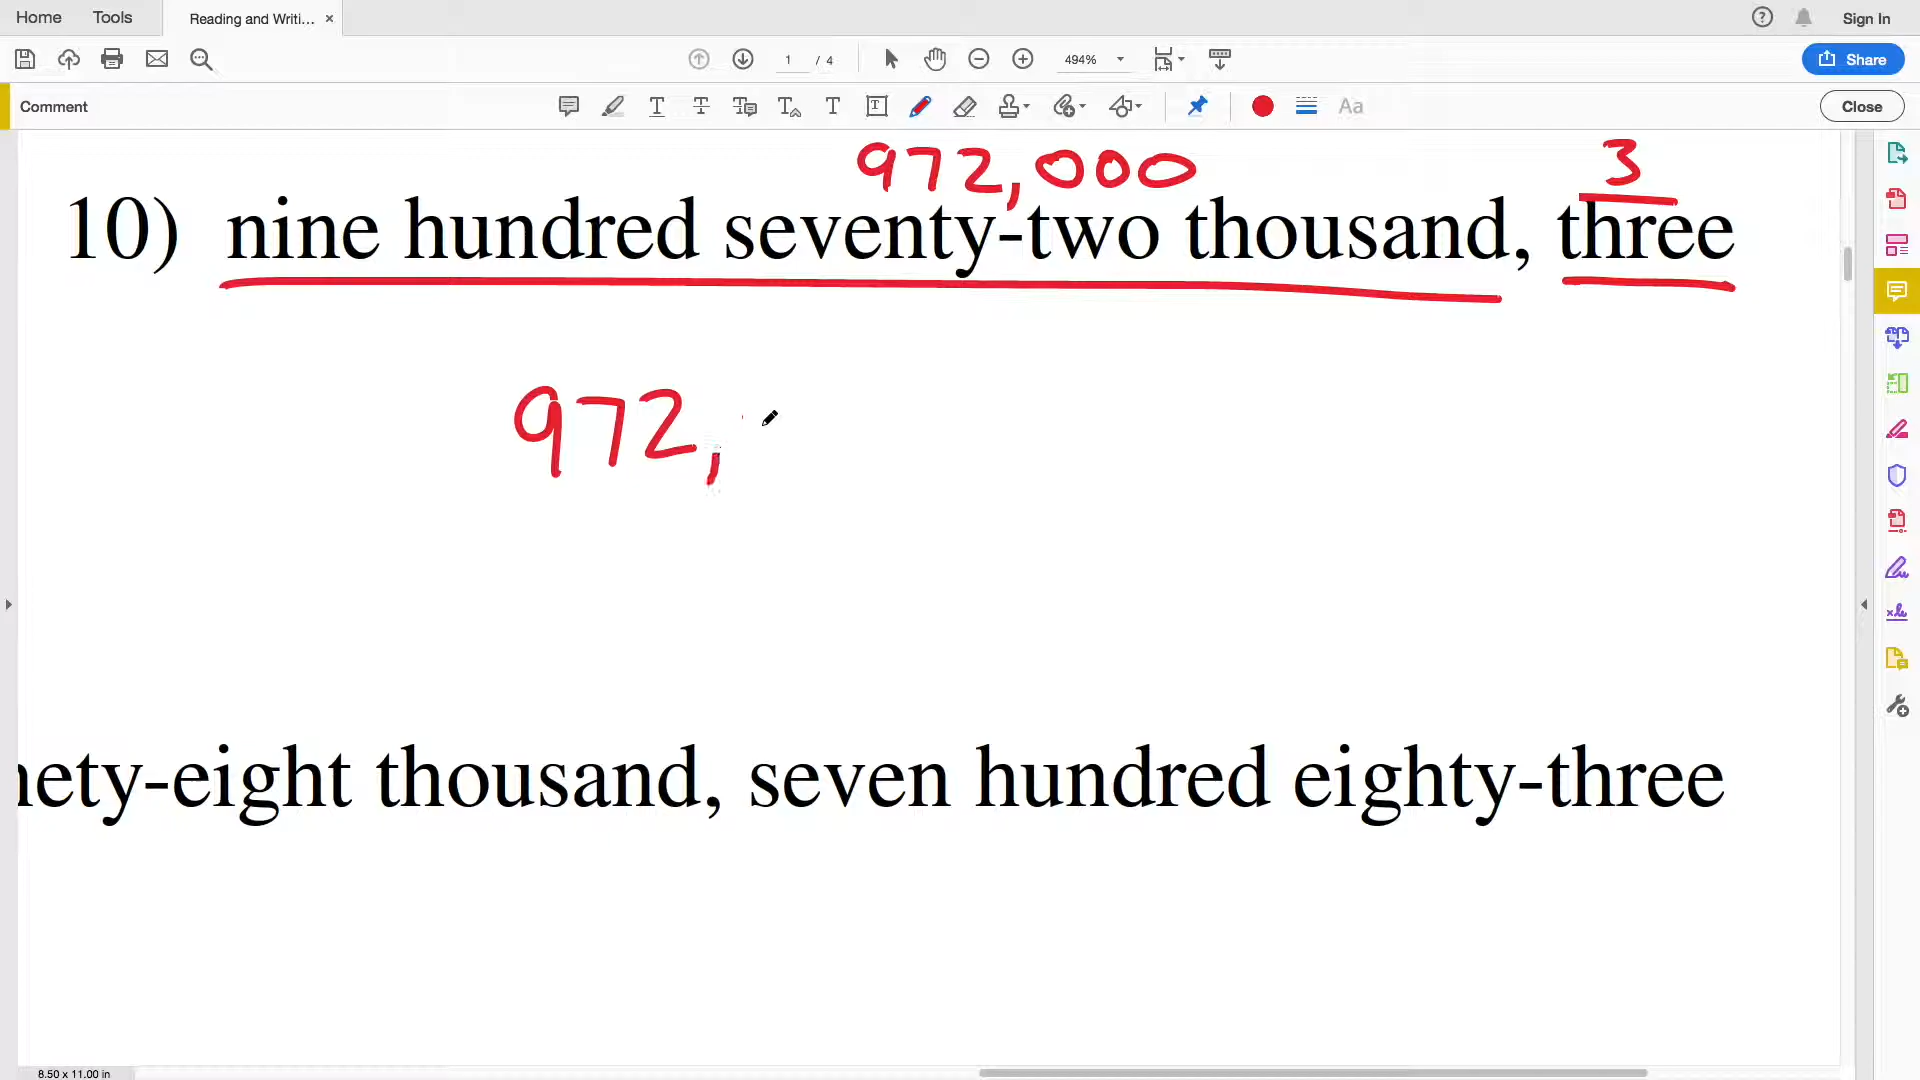 Home Tools Reading and Writi... × Sign In
1 / 4 494% Share
Comment Aa Close
972,000 3
10) nine hundred seventy-two thousand, three
972,
nety-eight thousand, seven hundred eighty-three
8.50 x 11.00 in